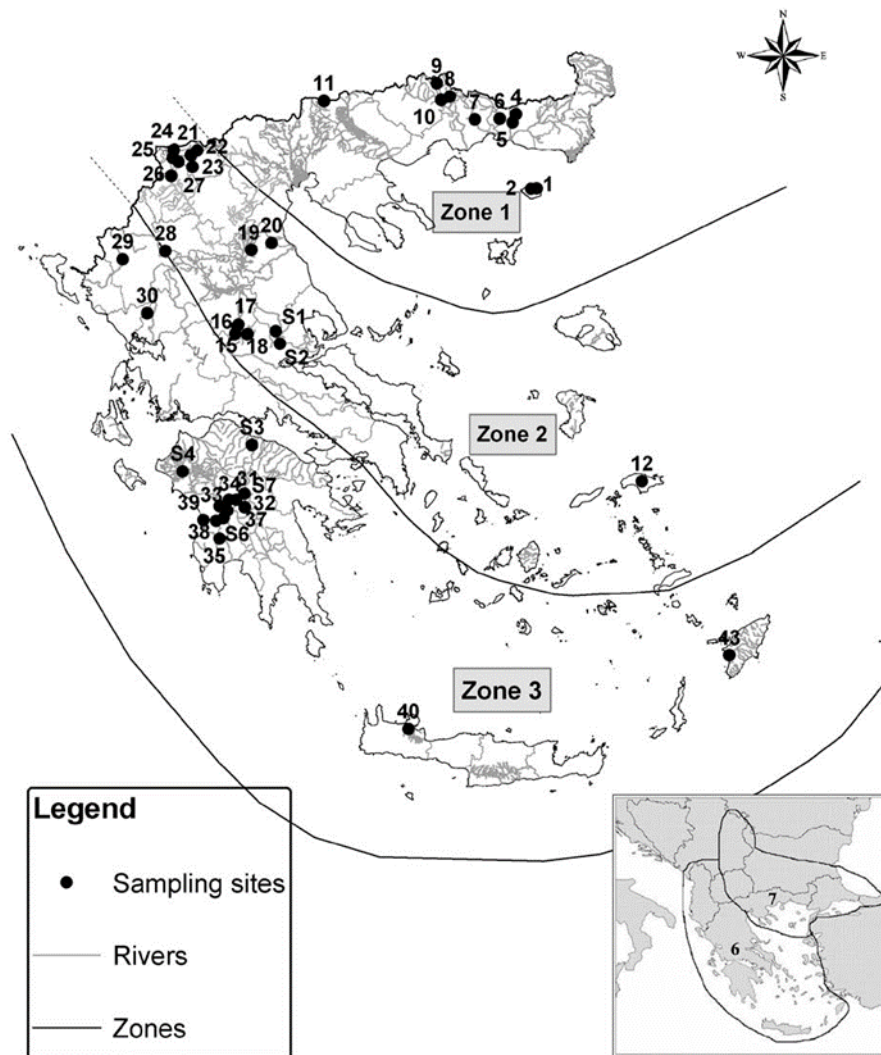 N
W E
S
9 8
11
10 7 6 4
5
24 21
25 22
23
26 27
2 1
Zone 1
29 28 19 20
30
16 17 S1
15 18 S2
Zone 2
S3
S4
12
34 31 S7
39 33 32
38 37
S6
35
43
Zone 3
40
Legend
Sampling sites
Rivers
Zones
7
6